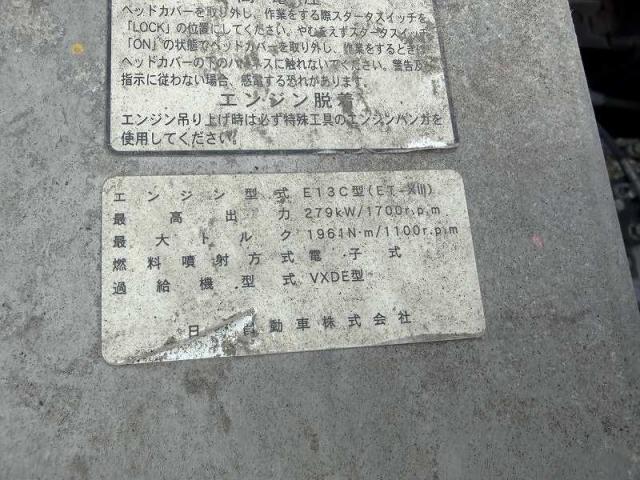 ヘッドカバーを取り外し、作業をする際スタータスイッチを
「LOCK」の位置にしてください。やむをえずスタータスイッチ
「ON」の状態でヘッドカバーを取り外し、作業をするときは
ヘッドカバーの下のハーネスに触れないでください。警告及
指示に従わない場合、感電する恐れがあります。
エンジン脱着
エンジン吊り上げ時は必ず特殊工具のエンジンハンガを
使用してください。
エンジン型式 E13C型(ET-XIII)
最高出力 279kW/1700r.p.m
最大トルク 1961N·m/1100r.p.m
燃料噴射方式 電子式
過給機型式 VXDE型
日 自動車株式会社